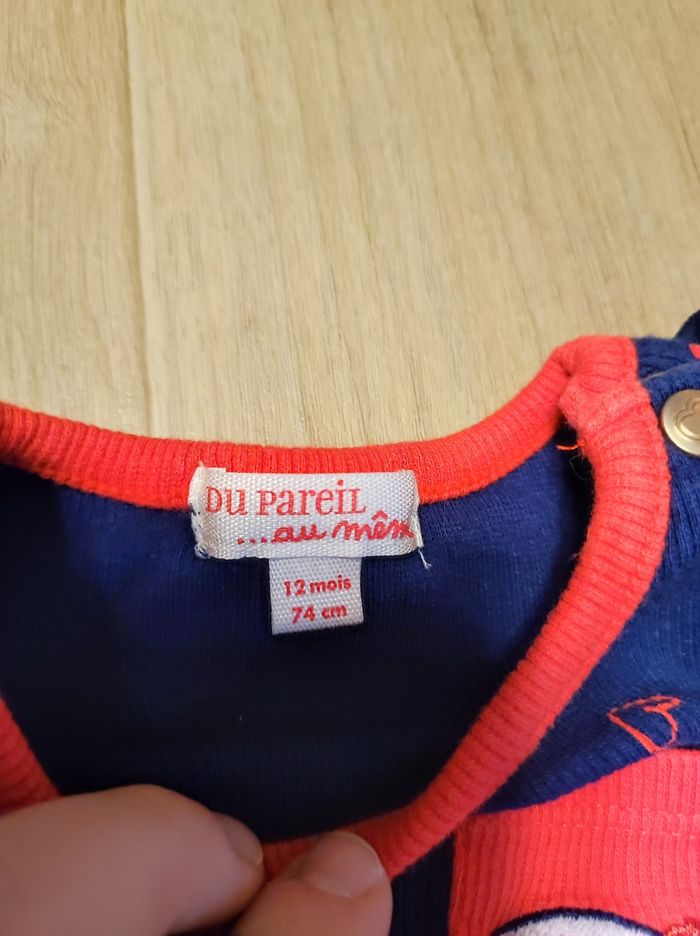 DU PAREIL
...au mêm
12 mois
74 cm